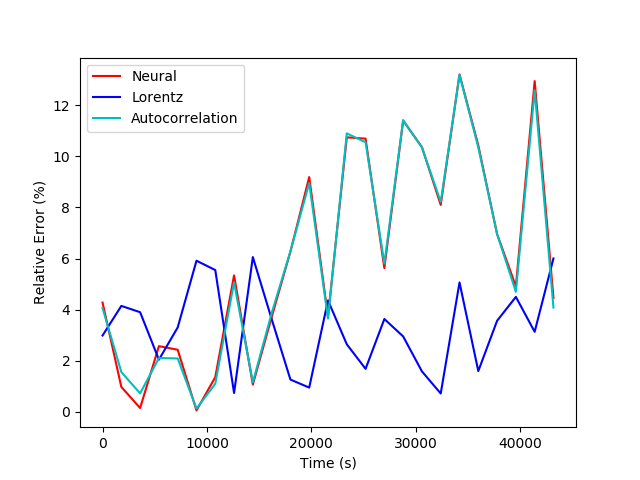 Neural
Lorentz
Autocorrelation
Relative Error (%)
12
10
8
6
4
2
0
0 10000 20000 30000 40000
Time (s)